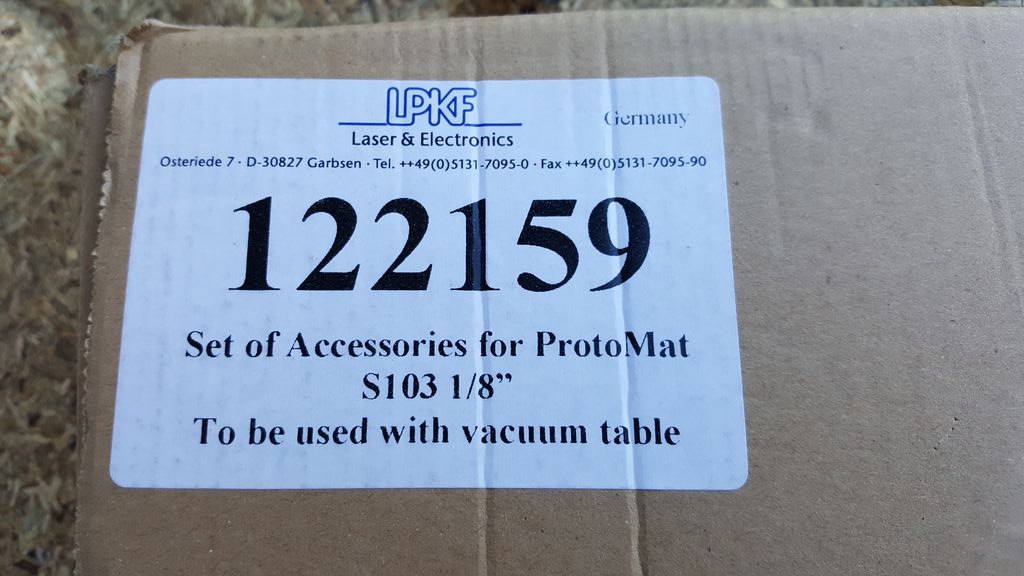 LPKF
Laser & Electronics
Germany
Osteriede 7 · D-30827 Garbsen · Tel. ++49(0)5131-7095-0 · Fax ++49(0)5131-7095-90
122159
Set of Accessories for ProtoMat
S103 1/8”
To be used with vacuum table